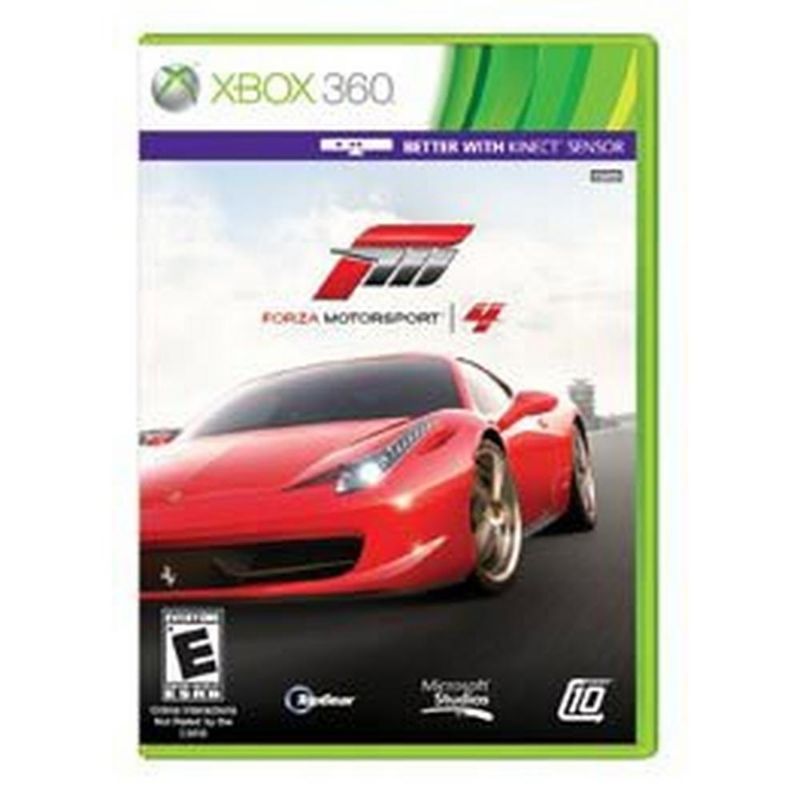 XBOX 360
BETTER WITH KINECT SENSOR
FORZA MOTORSPORT 4
EVERYONE
E
ESRB
Online Interactions
Not Rated by the
ESRB
TopGear
Microsoft
Studios
10